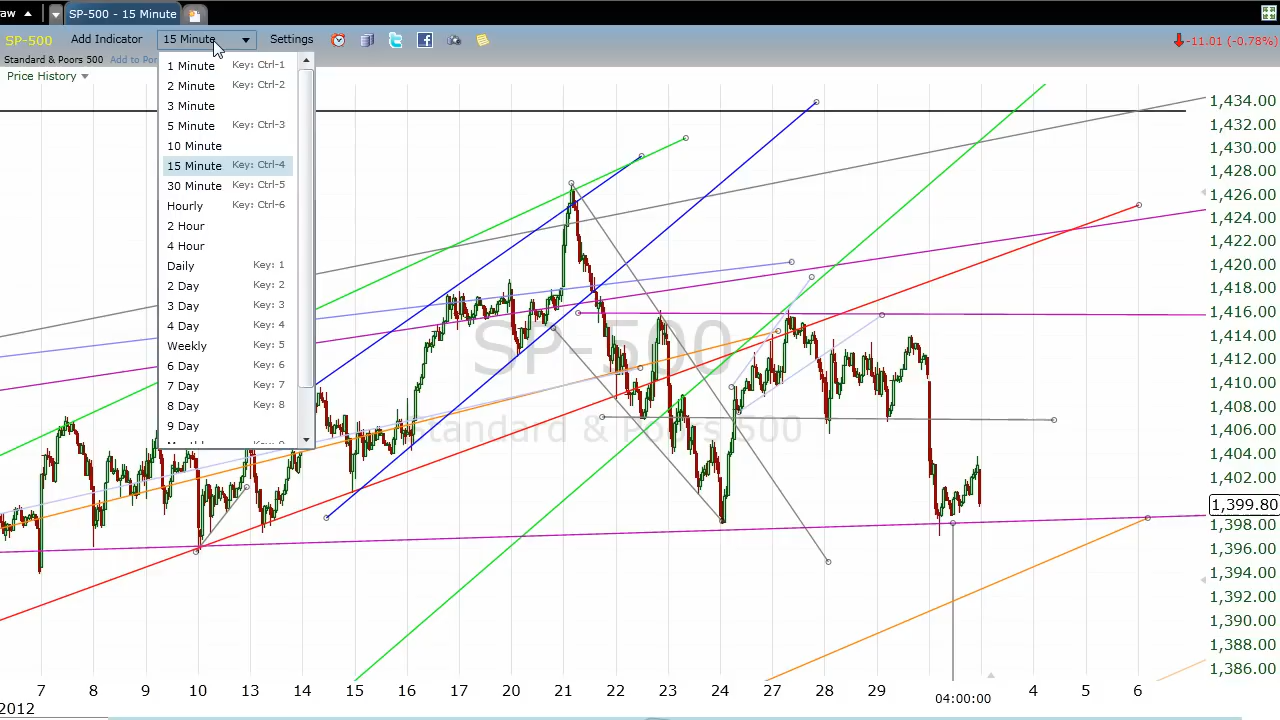 aw SP-500 - 15 Minute
SP-500 Add Indicator 15 Minute Settings -11.01 (-0.78%)
Standard & Poors 500 Add to Por
Price History
1 Minute Key: Ctrl-1
2 Minute Key: Ctrl-2
3 Minute
5 Minute Key: Ctrl-3
10 Minute
15 Minute Key: Ctrl-4
30 Minute Key: Ctrl-5
Hourly Key: Ctrl-6
2 Hour
4 Hour
Daily Key: 1
2 Day Key: 2
3 Day Key: 3
4 Day Key: 4
Weekly Key: 5
6 Day Key: 6
7 Day Key: 7
8 Day Key: 8
9 Day
SP-500
Standard & Poors 500
1,434.00
1,432.00
1,430.00
1,428.00
1,426.00
1,424.00
1,422.00
1,420.00
1,418.00
1,416.00
1,414.00
1,412.00
1,410.00
1,408.00
1,406.00
1,404.00
1,402.00
1,399.80
1,398.00
1,396.00
1,394.00
1,392.00
1,390.00
1,388.00
1,386.00
7 8 9 10 13 14 15 16 17 20 21 22 23 24 27 28 29 04:00:00 4 5 6
2012